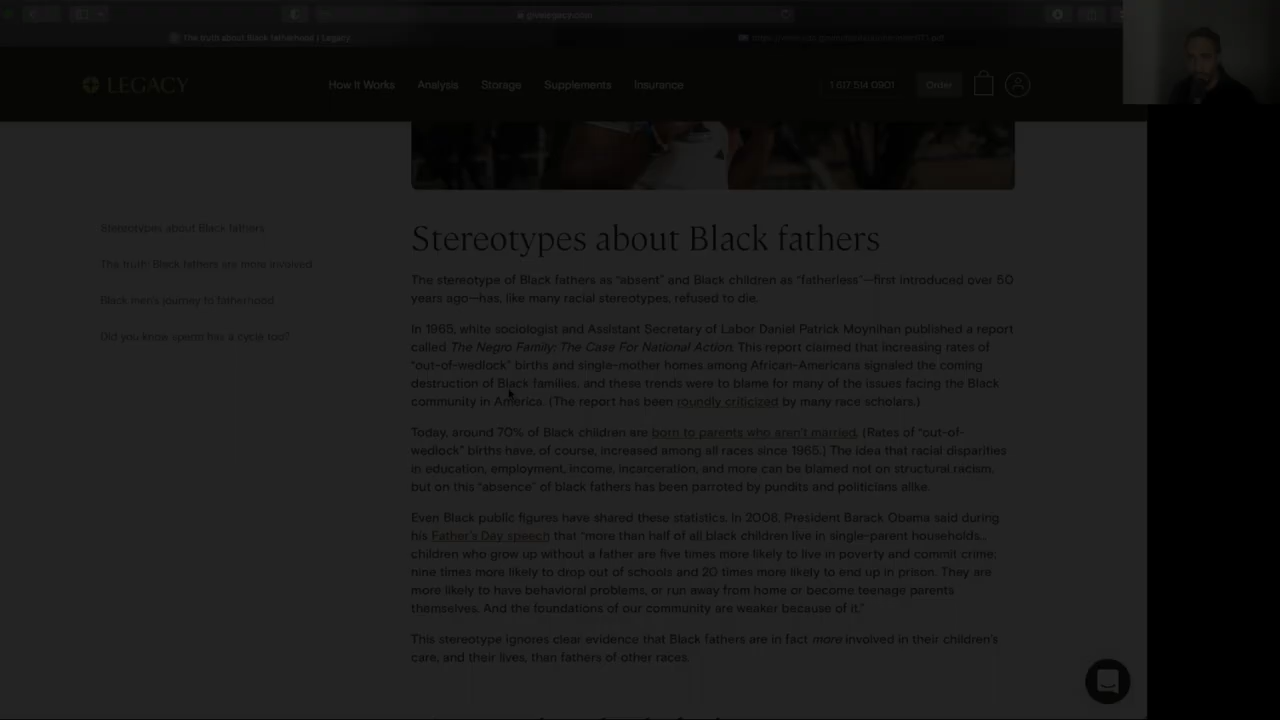 givelegacy.com
The truth about Black fatherhood | Legacy
LEGACY
How It Works
Analysis
Storage
Supplements
Insurance
1 617 514 0901
Order
Stereotypes about Black fathers
The truth: Black fathers are more involved
Black men's journey to fatherhood
Did you know sperm has a cycle too?
Stereotypes about Black fathers
The stereotype of Black fathers as “absent” and Black children as “fatherless”—first introduced over 50
years ago—has, like many racial stereotypes, refused to die.
In 1965, white sociologist and Assistant Secretary of Labor Daniel Patrick Moynihan published a report
called The Negro Family: The Case For National Action. This report claimed that increasing rates of
“out-of-wedlock” births and single-mother homes among African-Americans signaled the coming
destruction of Black families, and these trends were to blame for many of the issues facing the Black
community in America. (The report has been roundly criticized by many race scholars.)
Today, around 70% of Black children are born to parents who aren't married. (Rates of “out-of-
wedlock” births have, of course, increased among all races since 1965.) The idea that racial disparities
in education, employment, income, incarceration, and more can be blamed not on structural racism,
but on this “absence” of black fathers has been parroted by pundits and politicians alike.
Even Black public figures have shared these statistics. In 2008, President Barack Obama said during
his Father's Day speech that “more than half of all black children live in single-parent households…
children who grow up without a father are five times more likely to live in poverty and commit crime;
nine times more likely to drop out of schools and 20 times more likely to end up in prison. They are
more likely to have behavioral problems, or run away from home or become teenage parents
themselves. And the foundations of our community are weaker because of it.”
This stereotype ignores clear evidence that Black fathers are in fact more involved in their children's
care, and their lives, than fathers of other races.